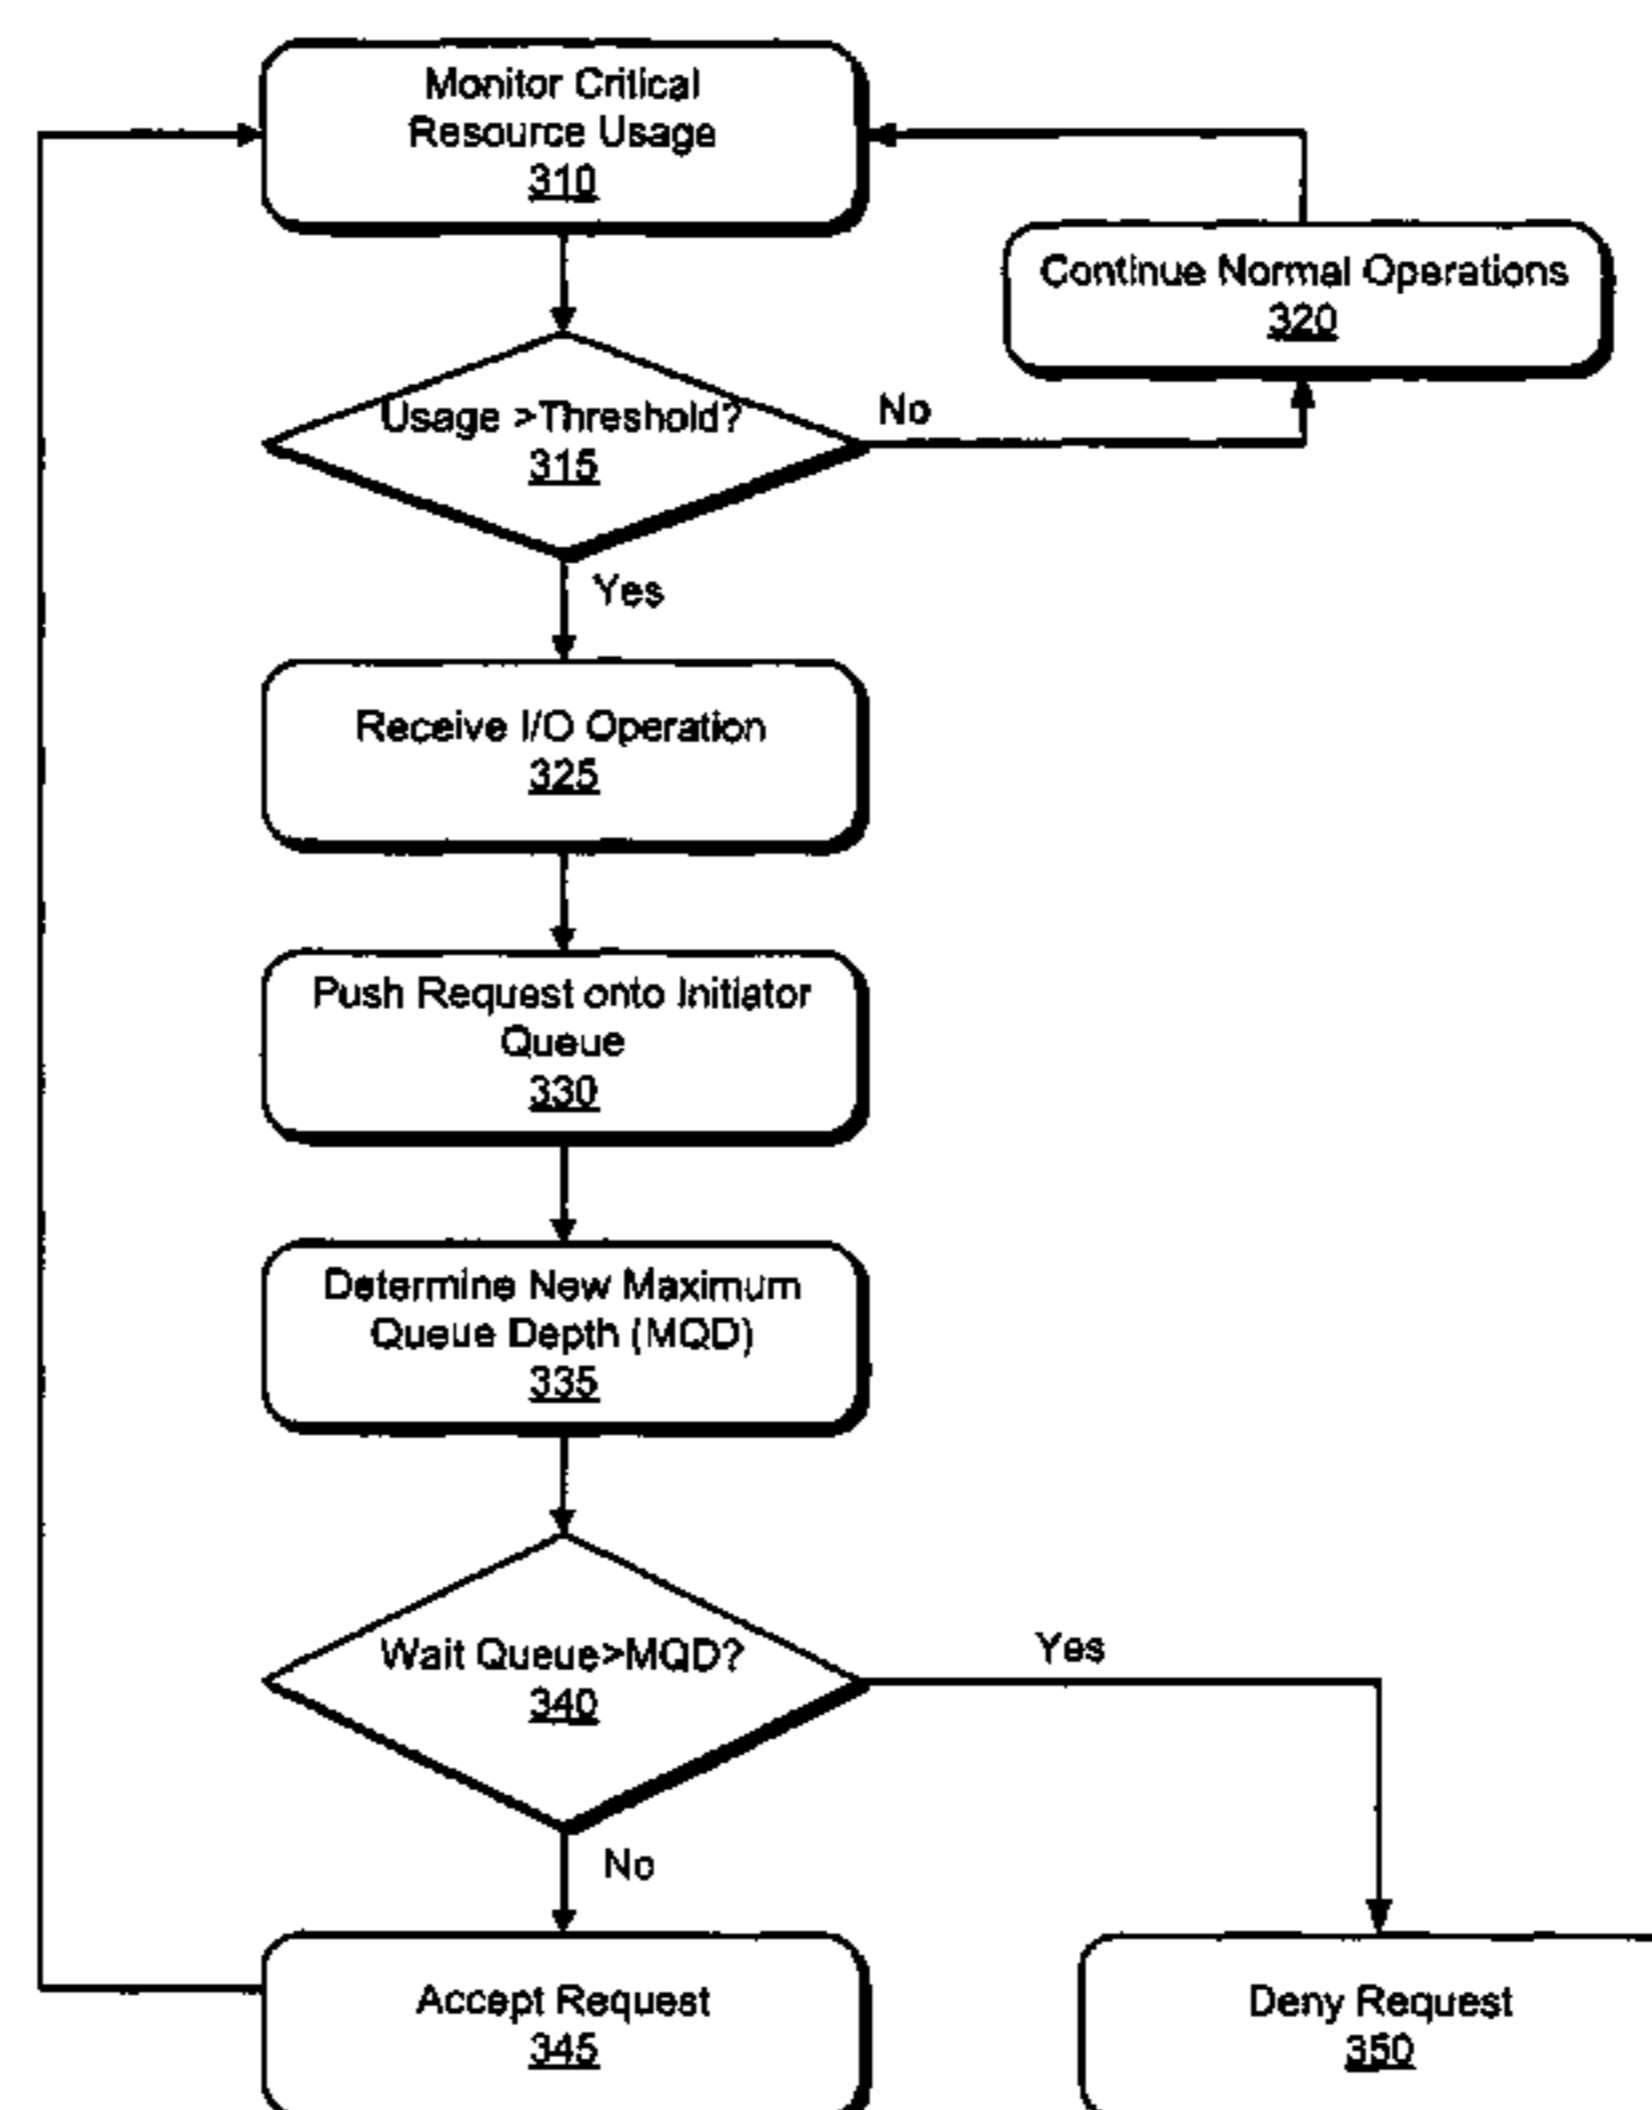 Monitor Critical
Resource Usage
310
Continue Normal Operations
320
Usage >Threshold?
315
No
Yes
Receive I/O Operation
325
Push Request onto Initiator
Queue
330
Determine New Maximum
Queue Depth (MQD)
335
Wait Queue>MQD?
340
Yes
No
Accept Request
345
Deny Request
350